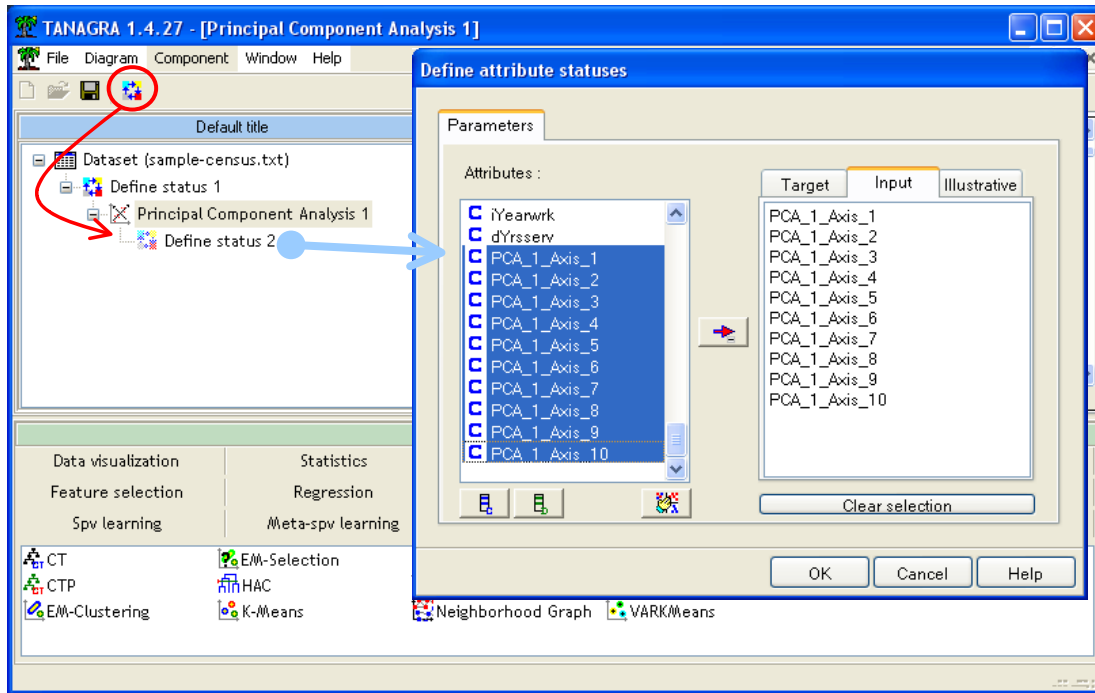 TANAGRA 1.4.27 - [Principal Component Analysis 1]
File Diagram Component Window Help
Default title
Dataset (sample-census.txt)
Define status 1
Principal Component Analysis 1
Define status 2
Define attribute statuses
Parameters
Attributes :
iYearwrk
dYrsserv
PCA_1_Axis_1
PCA_1_Axis_2
PCA_1_Axis_3
PCA_1_Axis_4
PCA_1_Axis_5
PCA_1_Axis_6
PCA_1_Axis_7
PCA_1_Axis_8
PCA_1_Axis_9
PCA_1_Axis_10
Target Input Illustrative
PCA_1_Axis_1
PCA_1_Axis_2
PCA_1_Axis_3
PCA_1_Axis_4
PCA_1_Axis_5
PCA_1_Axis_6
PCA_1_Axis_7
PCA_1_Axis_8
PCA_1_Axis_9
PCA_1_Axis_10
Clear selection
OK Cancel Help
Data visualization Statistics
Feature selection Regression
Spv learning Meta-spv learning
CT EM-Selection
CTP HAC
EM-Clustering K-Means Neighborhood Graph VARKMeans